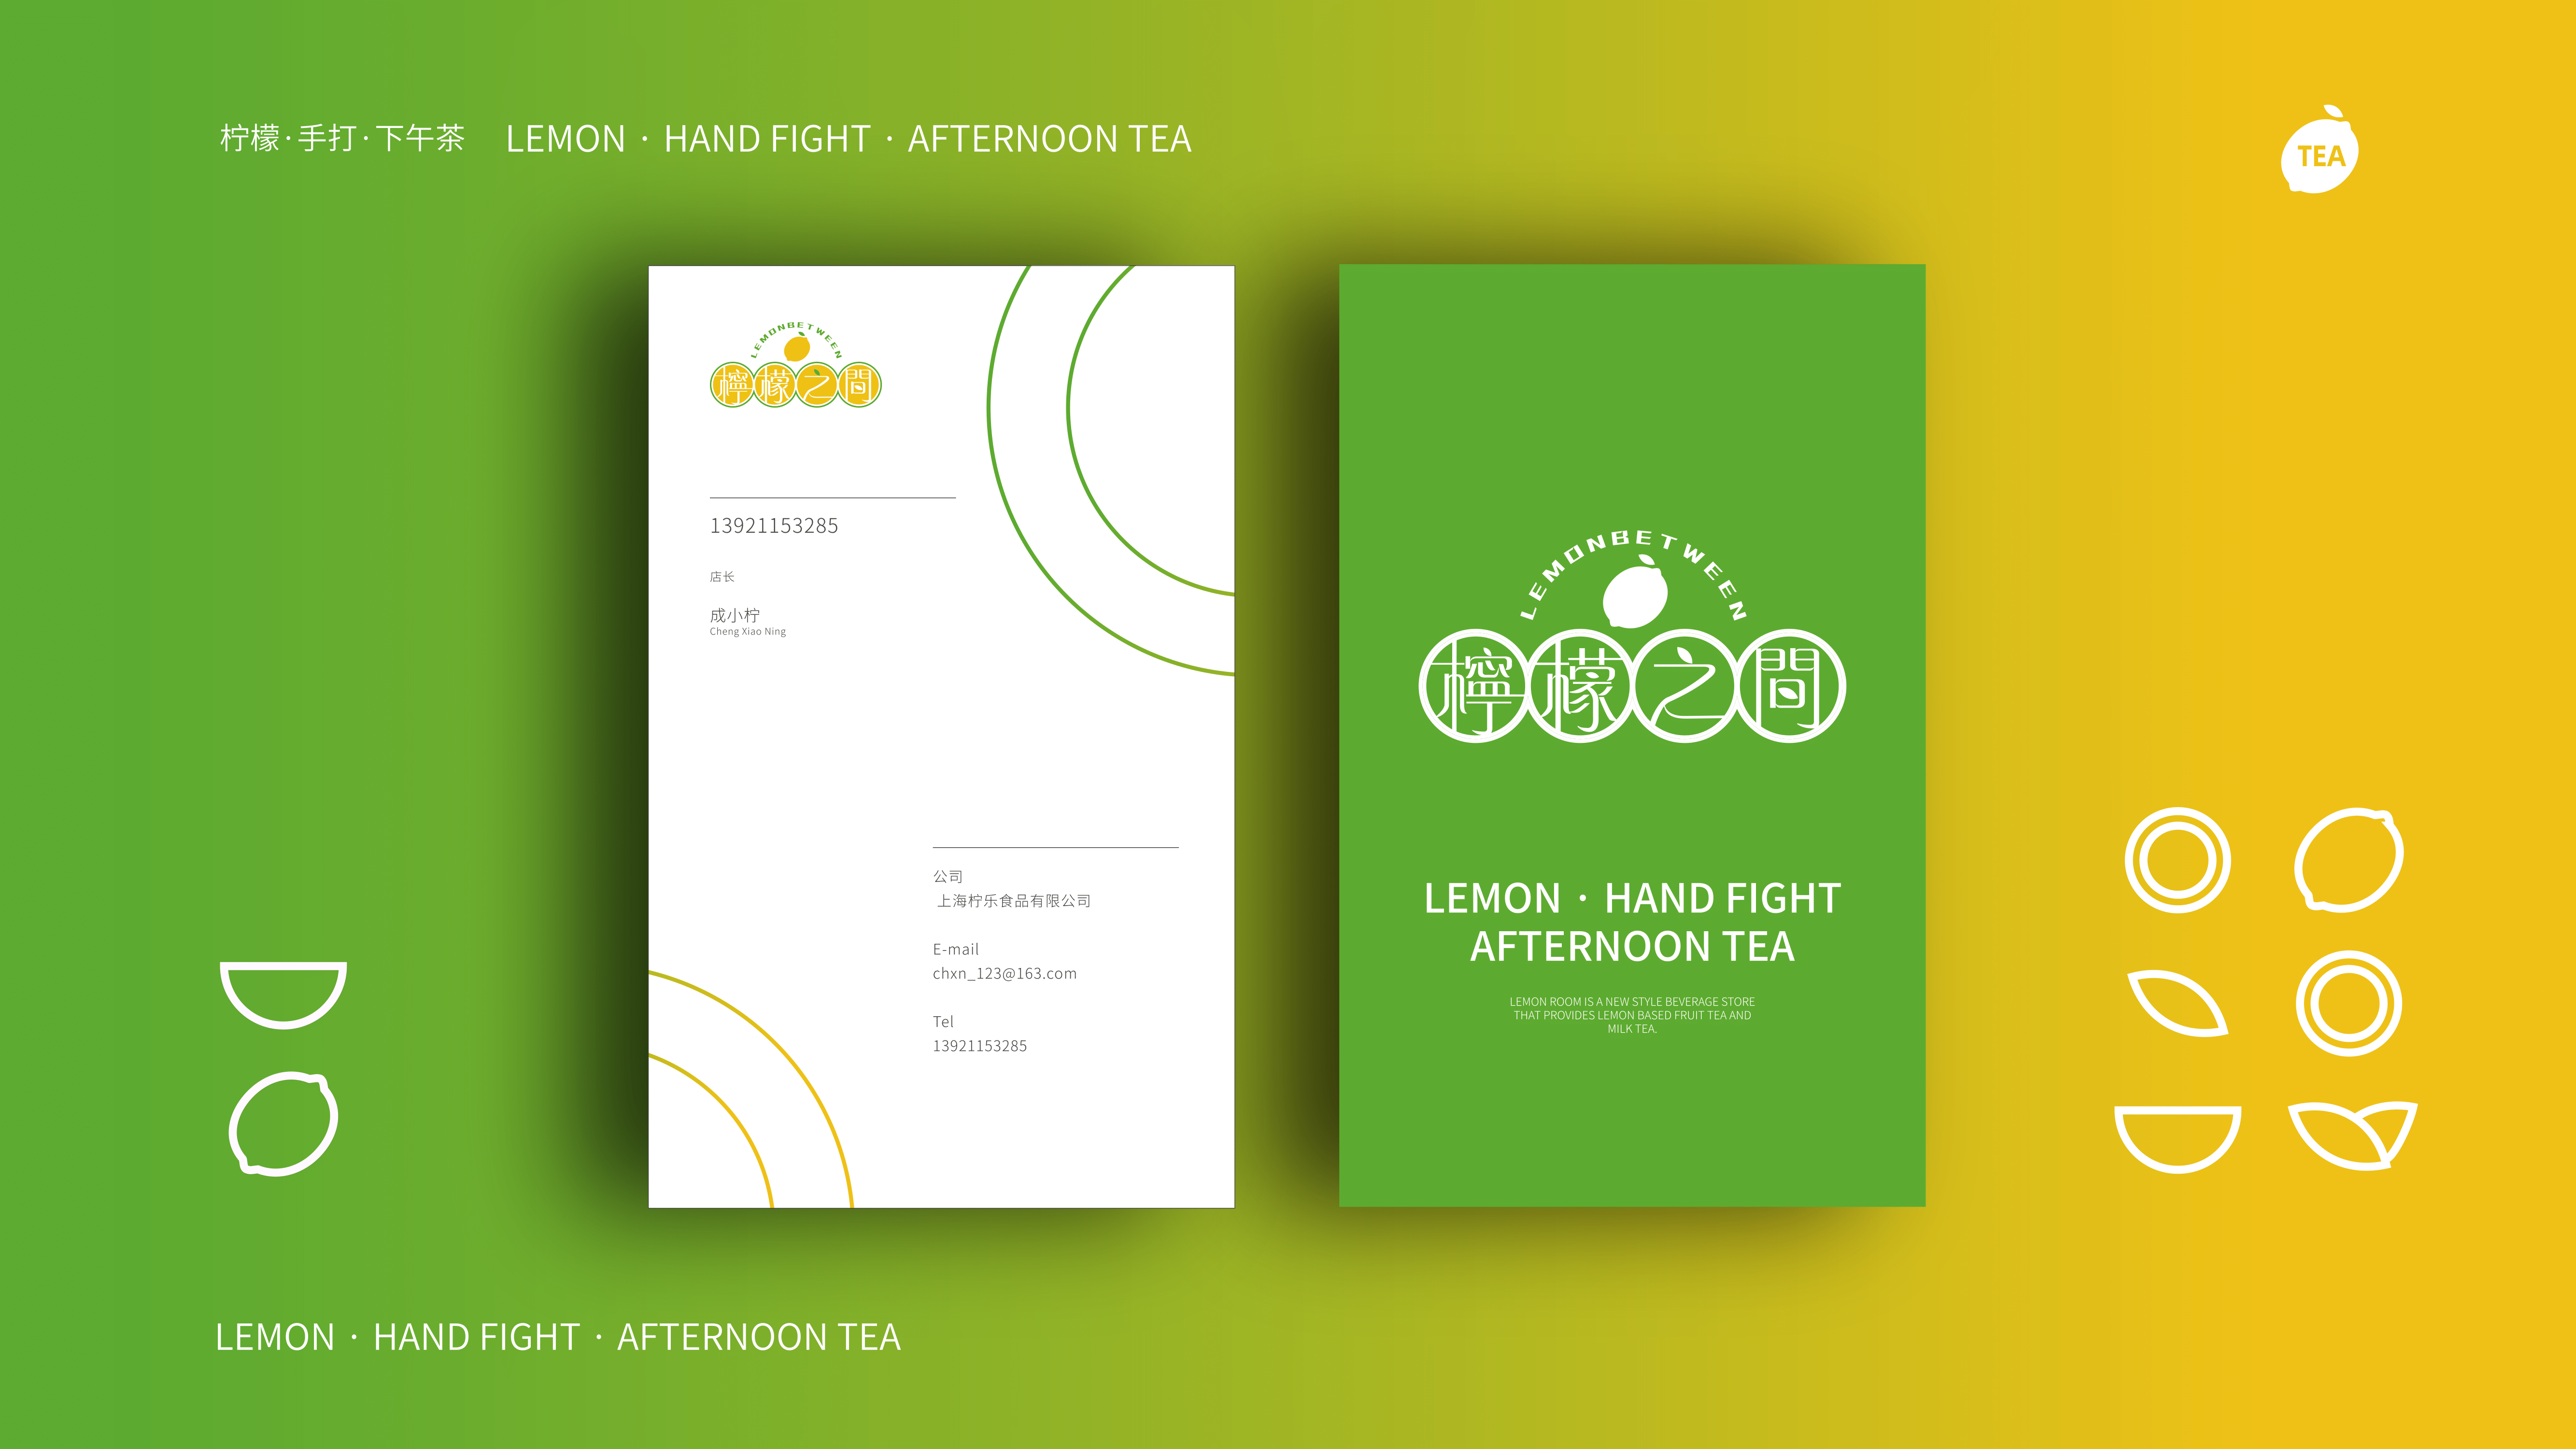 柠檬·手打·下午茶 LEMON · HAND FIGHT · AFTERNOON TEA
TEA
LEMONBETWEEN
檸檬之間
13921153285
店长
成小柠
Cheng Xiao Ning
公司
上海柠乐食品有限公司
E-mail
chxn_123@163.com
Tel
13921153285
LEMONBETWEEN
檸檬之間
LEMON · HAND FIGHT
AFTERNOON TEA
LEMON ROOM IS A NEW STYLE BEVERAGE STORE
THAT PROVIDES LEMON BASED FRUIT TEA AND
MILK TEA.
LEMON · HAND FIGHT · AFTERNOON TEA